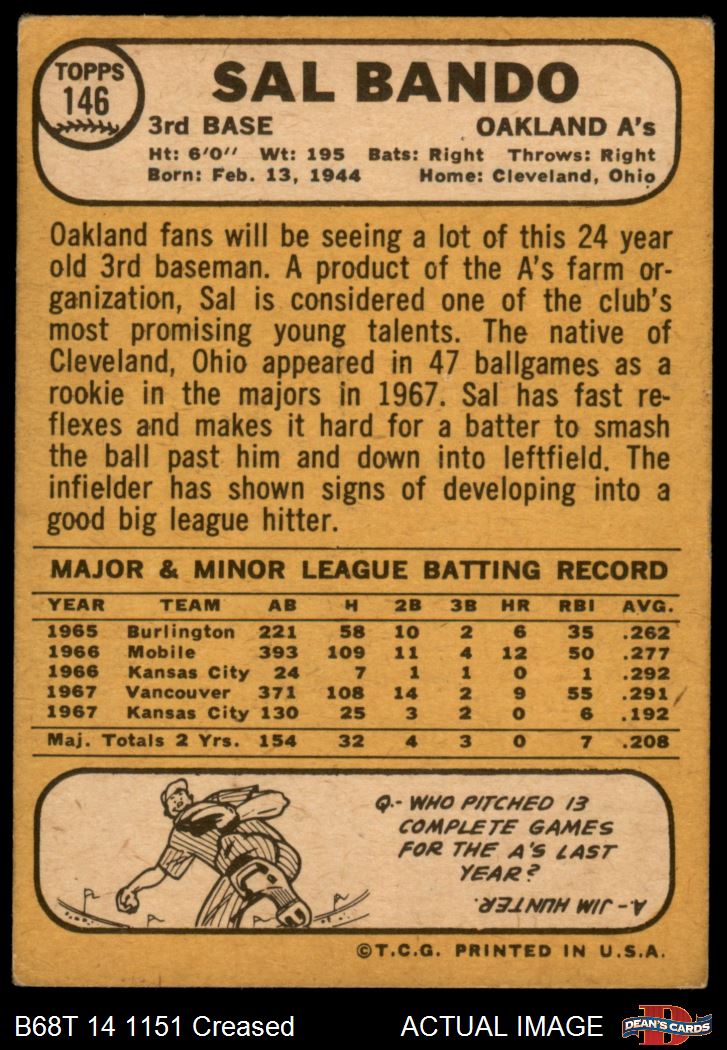 TOPPS
146
SAL BANDO
3rd BASE OAKLAND A's
Ht: 6'0'' Wt: 195 Bats: Right Throws: Right
Born: Feb. 13, 1944 Home: Cleveland, Ohio
Oakland fans will be seeing a lot of this 24 year
old 3rd baseman. A product of the A's farm or-
ganization, Sal is considered one of the club's
most promising young talents. The native of
Cleveland, Ohio appeared in 47 ballgames as a
rookie in the majors in 1967. Sal has fast re-
flexes and makes it hard for a batter to smash
the ball past him and down into leftfield. The
infielder has shown signs of developing into a
good big league hitter.
MAJOR & MINOR LEAGUE BATTING RECORD
YEAR TEAM AB H 2B 3B HR RBI AVG.
1965 Burlington 221 58 10 2 6 35 .262
1966 Mobile 393 109 11 4 12 50 .277
1966 Kansas City 24 7 1 1 0 1 .292
1967 Vancouver 371 108 14 2 9 55 .291
1967 Kansas City 130 25 3 2 0 6 .192
Maj. Totals 2 Yrs. 154 32 4 3 0 7 .208
Q.- WHO PITCHED 13
COMPLETE GAMES
FOR THE A'S LAST
YEAR?
A.- JIM HUNTER.
©T.C.G. PRINTED IN U.S.A.
B68T 14 1151 Creased ACTUAL IMAGE
DEAN'S CARDS